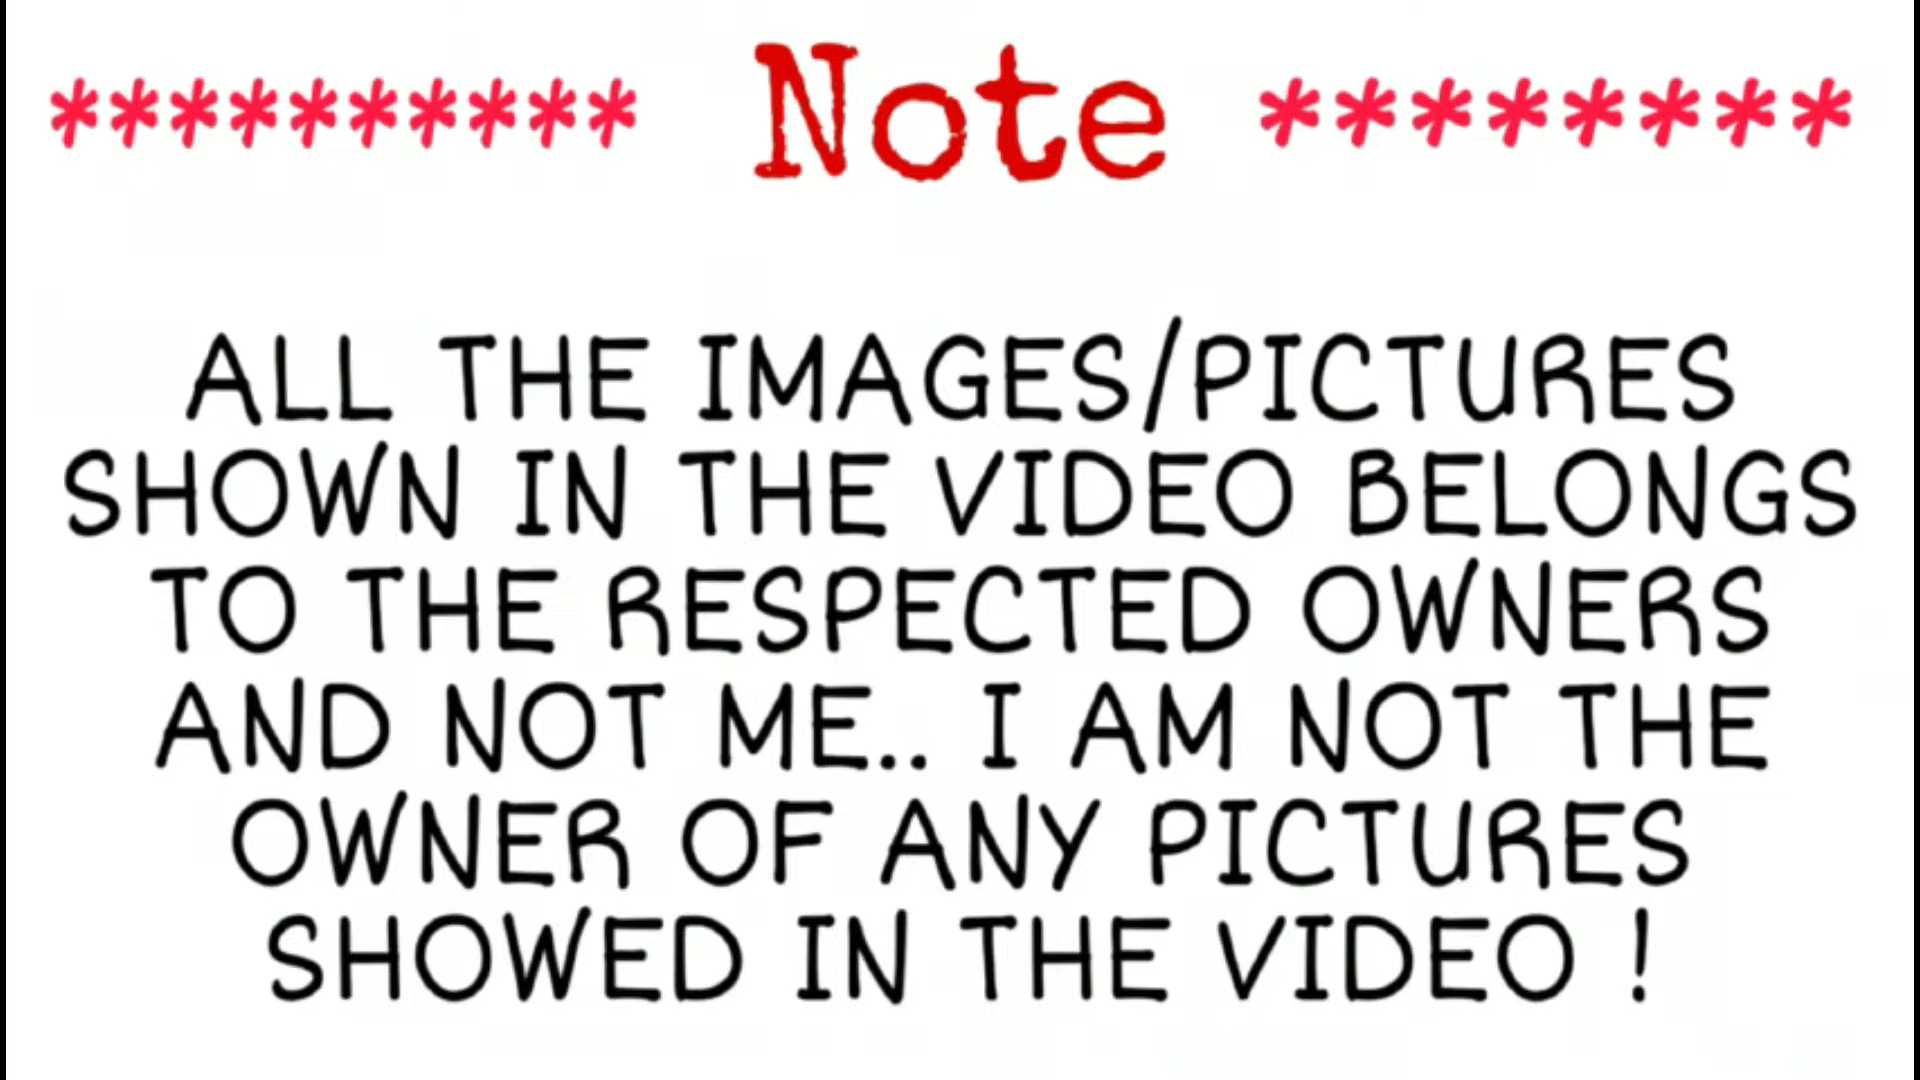 ********** Note ********
ALL THE IMAGES/PICTURES
SHOWN IN THE VIDEO BELONGS
TO THE RESPECTED OWNERS
AND NOT ME.. I AM NOT THE
OWNER OF ANY PICTURES
SHOWED IN THE VIDEO !